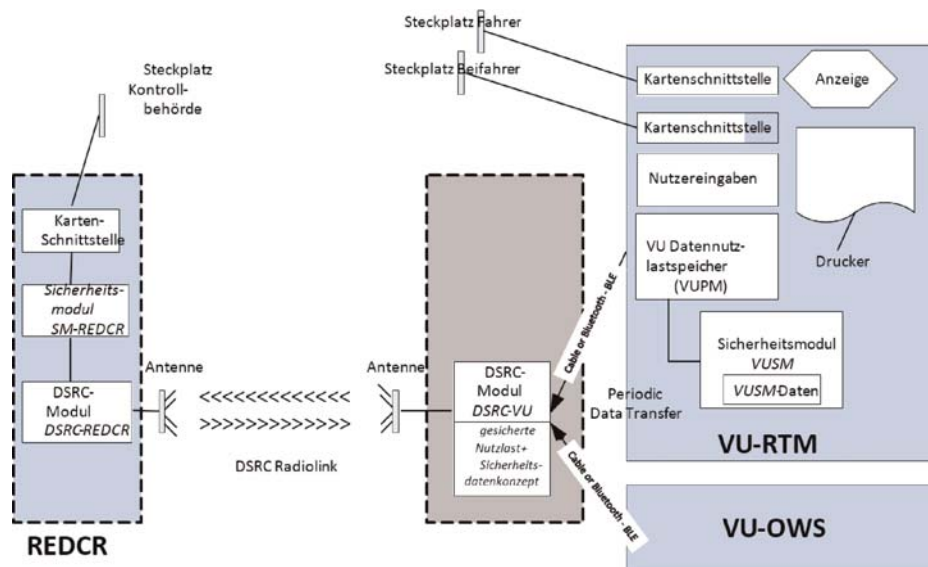 Steckplatz Fahrer
Steckplatz Beifahrer
Steckplatz
Kontroll-
behörde
Kartenschnittstelle
Anzeige
Kartenschnittstelle
Nutzereingaben
VU Datennutz-
lastspeicher
(VUPM)
Drucker
Sicherheitsmodul
VUSM
VUSM-Daten
VU-RTM
Karten-
Schnittstelle
Sicherheits-
modul
SM-REDCR
DSRC-
Modul
DSRC-REDCR
REDCR
Antenne
<<<<<<<<<<<<<
>>>>>>>>>>>>>
DSRC Radiolink
Antenne
DSRC-
Modul
DSRC-VU
gesicherte
Nutzlast+
Sicherheits-
datenkonzept
Cable or Bluetooth - BLE
Periodic
Data Transfer
Cable or Bluetooth - BLE
VU-OWS